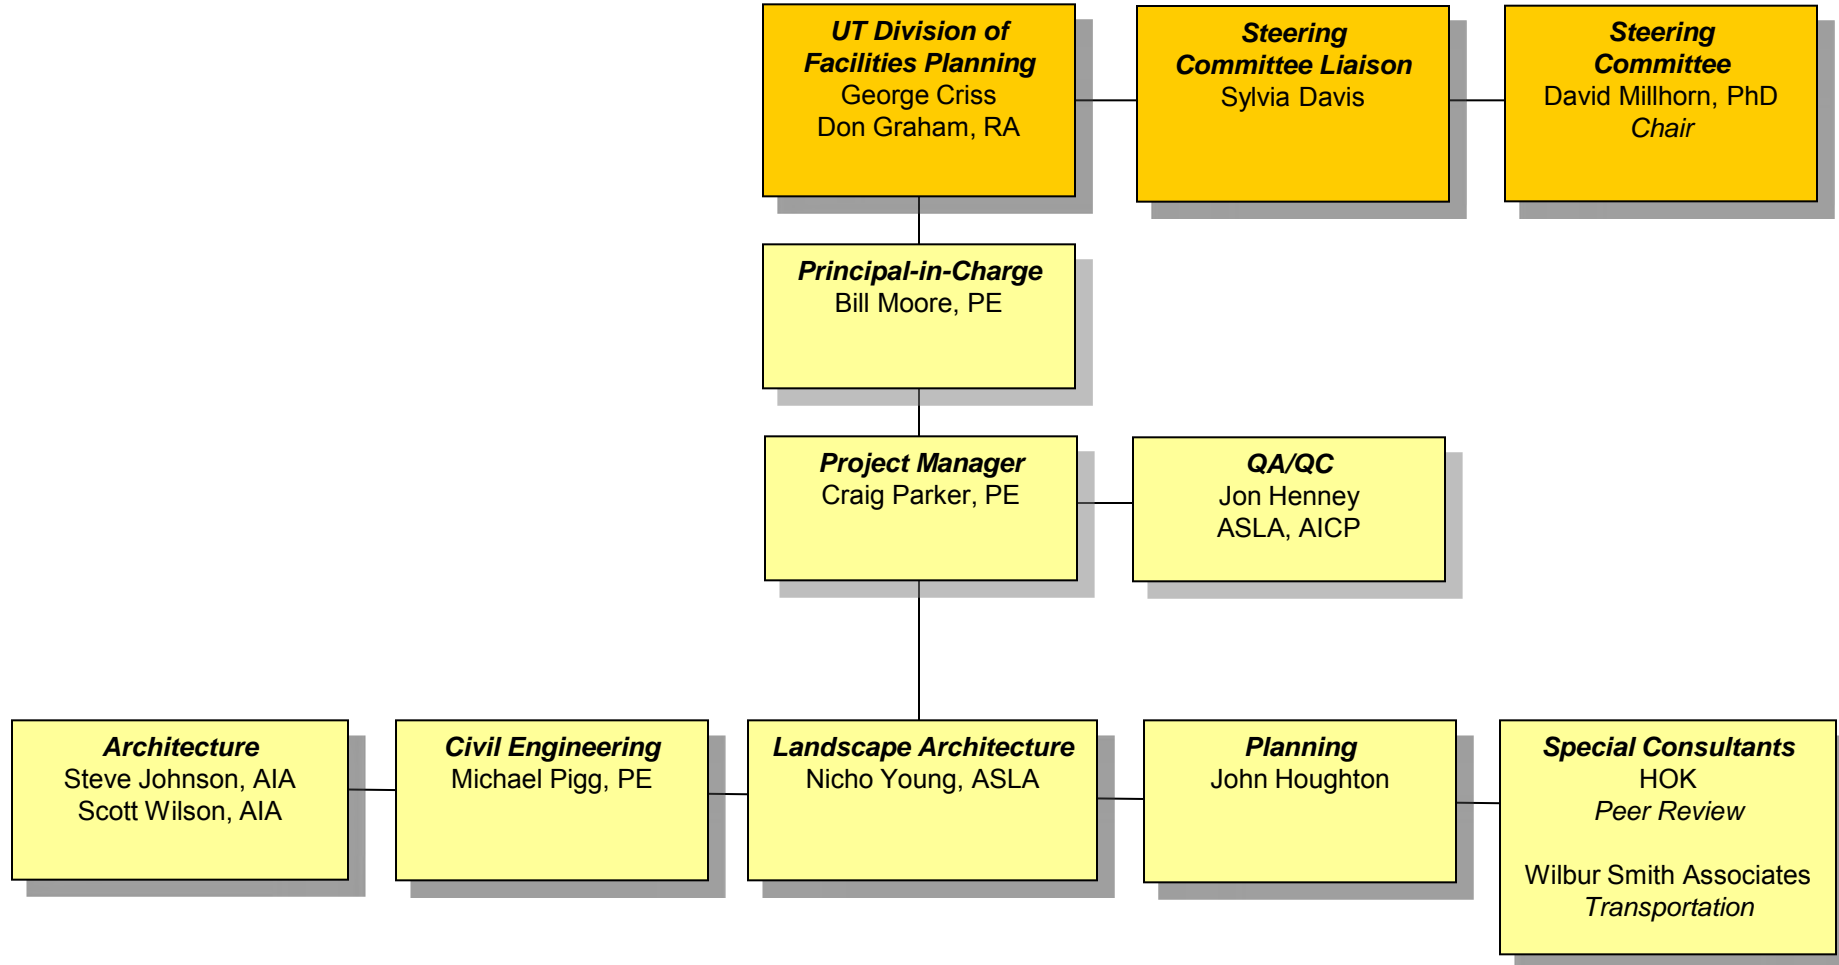 UT Division of
Facilities Planning
George Criss
Don Graham, RA
Steering
Committee Liaison
Sylvia Davis
Steering
Committee
David Millhorn, PhD
Chair
Principal-in-Charge
Bill Moore, PE
Project Manager
Craig Parker, PE
QA/QC
Jon Henney
ASLA, AICP
Architecture
Steve Johnson, AIA
Scott Wilson, AIA
Civil Engineering
Michael Pigg, PE
Landscape Architecture
Nicho Young, ASLA
Planning
John Houghton
Special Consultants
HOK
Peer Review
Wilbur Smith Associates
Transportation